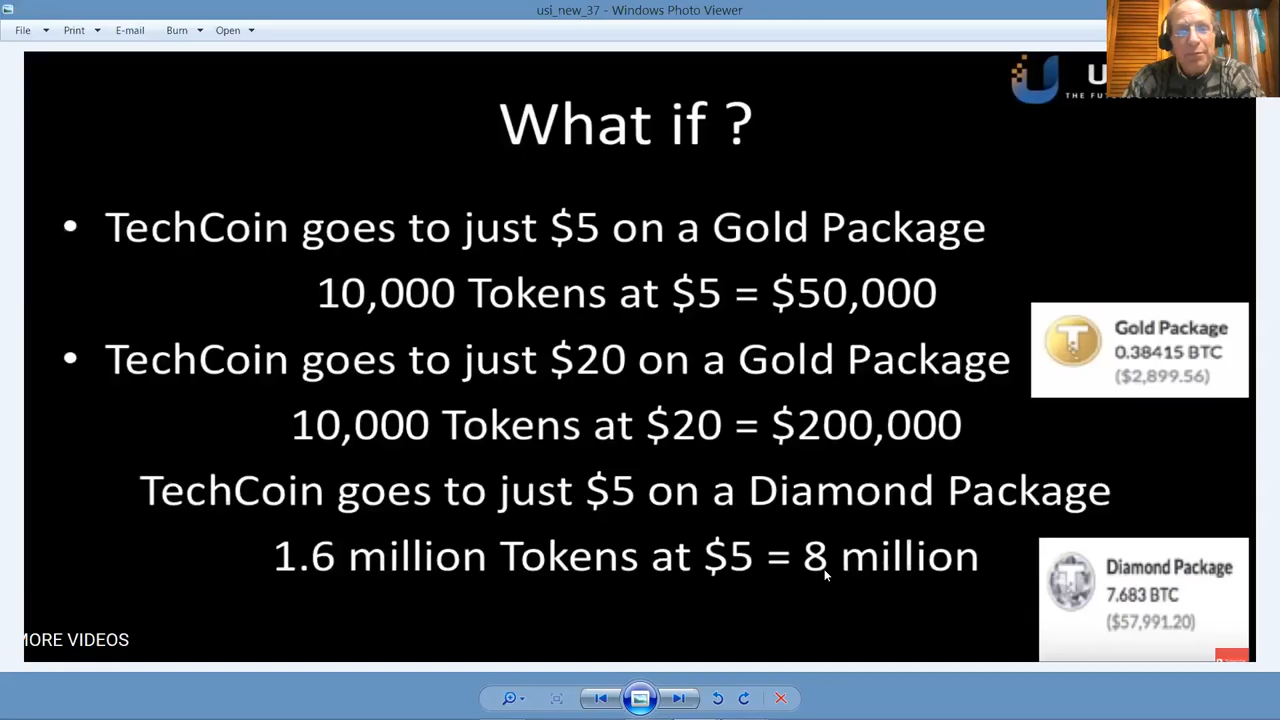 usi_new_37 - Windows Photo Viewer
File Print E-mail Burn Open
U
What if ?
• TechCoin goes to just $5 on a Gold Package
10,000 Tokens at $5 = $50,000
• TechCoin goes to just $20 on a Gold Package
10,000 Tokens at $20 = $200,000
TechCoin goes to just $5 on a Diamond Package
1.6 million Tokens at $5 = 8 million
Gold Package
0.38415 BTC
($2,899.56)
Diamond Package
7.683 BTC
($57,991.20)
MORE VIDEOS